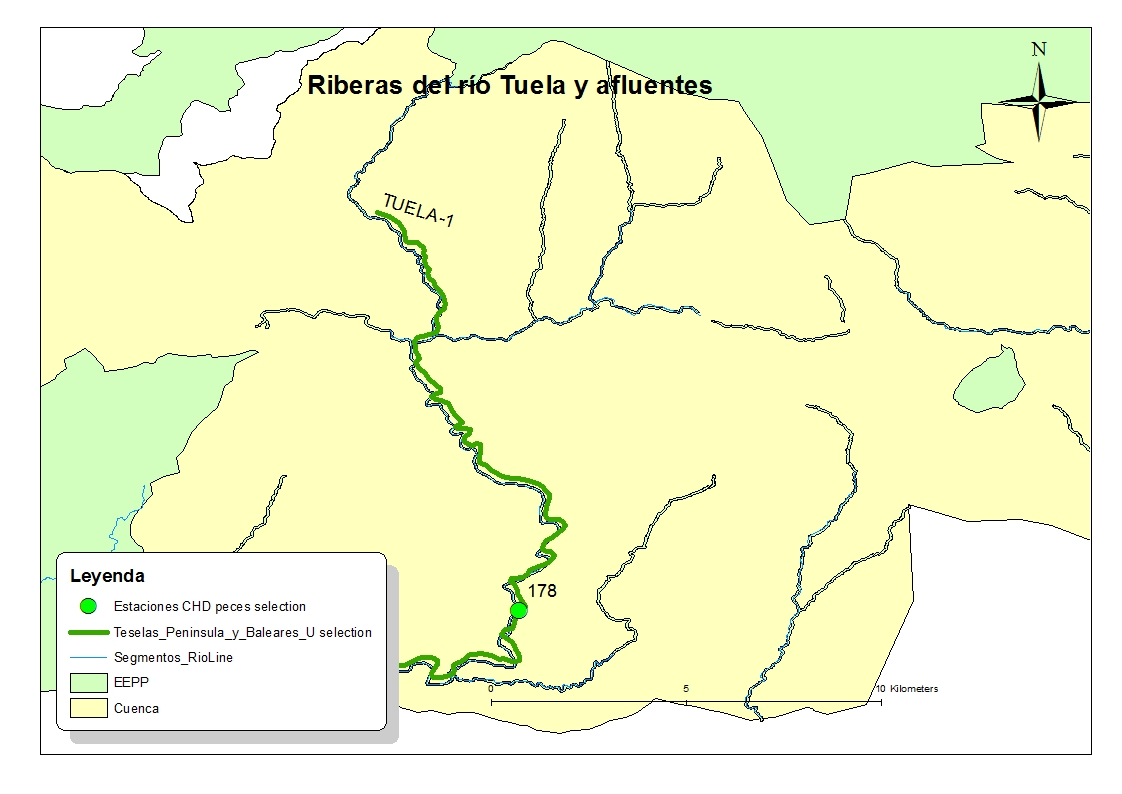 Riberas del río Tuela y afluentes
N
TUELA-1
178
Leyenda
Estaciones CHD peces selection
Teselas_Peninsula_y_Baleares_U selection
Segmentos_RioLine
EEPP
Cuenca
0 5 10 Kilometers